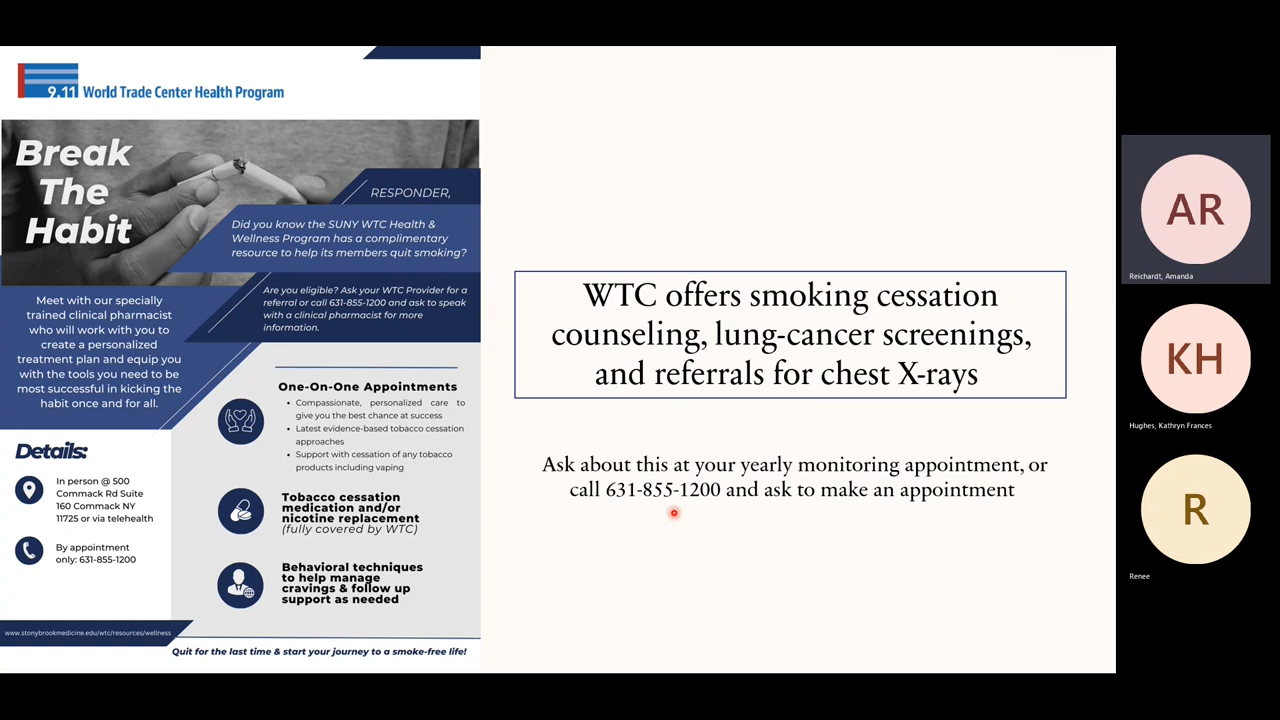 9.11 World Trade Center Health Program
Break
The
Habit
RESPONDER,
Did you know the SUNY WTC Health &
Wellness Program has a complimentary
resource to help its members quit smoking?
Are you eligible? Ask your WTC Provider for a
referral or call 631-855-1200 and ask to speak
with a clinical pharmacist for more
information.
Meet with our specially
trained clinical pharmacist
who will work with you to
create a personalized
treatment plan and equip you
with the tools you need to be
most successful in kicking the
habit once and for all.
One-On-One Appointments
• Compassionate, personalized care to
give you the best chance at success
• Latest evidence-based tobacco cessation
approaches
• Support with cessation of any tobacco
products including vaping
Details:
In person @ 500
Commack Rd Suite
160 Commack NY
11725 or via telehealth
By appointment
only: 631-855-1200
Tobacco cessation
medication and/or
nicotine replacement
(fully covered by WTC)
Behavioral techniques
to help manage
cravings & follow up
support as needed
www.stonybrookmedicine.edu/wtc/resources/wellness
Quit for the last time & start your journey to a smoke-free life!
WTC offers smoking cessation
counseling, lung-cancer screenings,
and referrals for chest X-rays
Ask about this at your yearly monitoring appointment, or
call 631-855-1200 and ask to make an appointment
AR
Reichardt, Amanda
KH
Hughes, Kathryn Frances
R
Renee